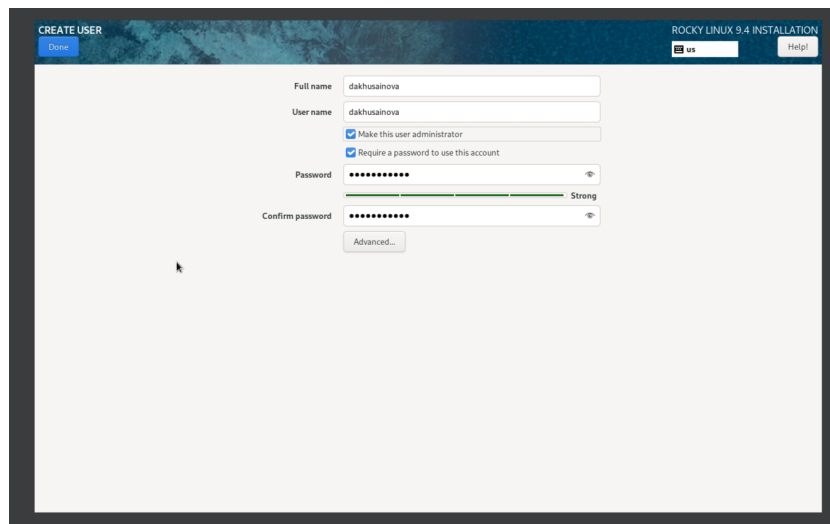 CREATE USER
ROCKY LINUX 9.4 INSTALLATION
Done
us
Help!
Full name
dakhusainova
User name
dakhusainova
Make this user administrator
Require a password to use this account
Password
●●●●●●●●●●●
Strong
Confirm password
●●●●●●●●●●●
Advanced...